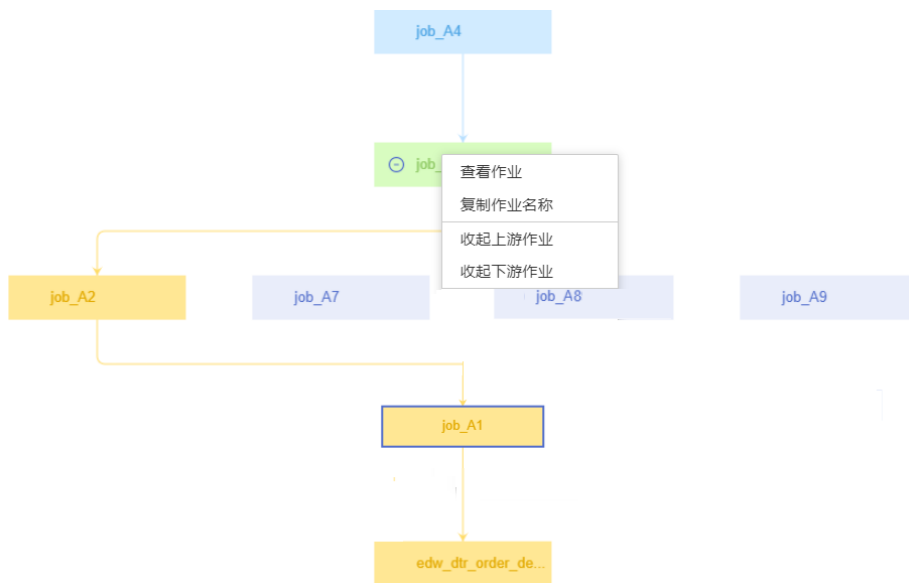 job_A4
job_
查看作业
复制作业名称
收起上游作业
收起下游作业
job_A2
job_A7
job_A8
job_A9
job_A1
edw_dtr_order_de...